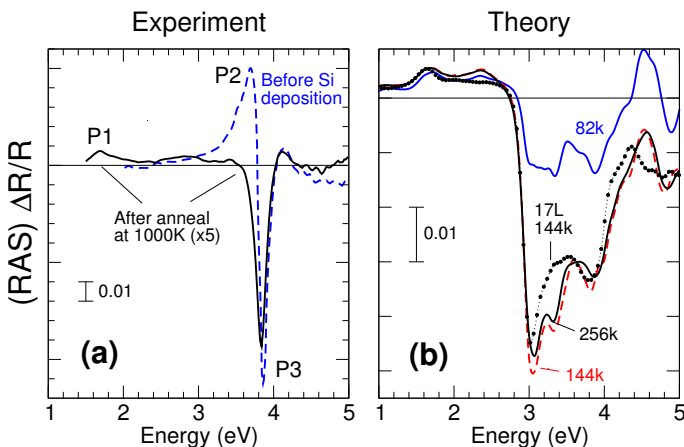 Experiment
Theory
(RAS) ΔR/R
P2
Before Si
deposition
P1
After anneal
at 1000K (x5)
0.01
(a)
P3
1 2 3 4 5
Energy (eV)
82k
0.01
17L
144k
256k
(b)
144k
1 2 3 4 5
Energy (eV)